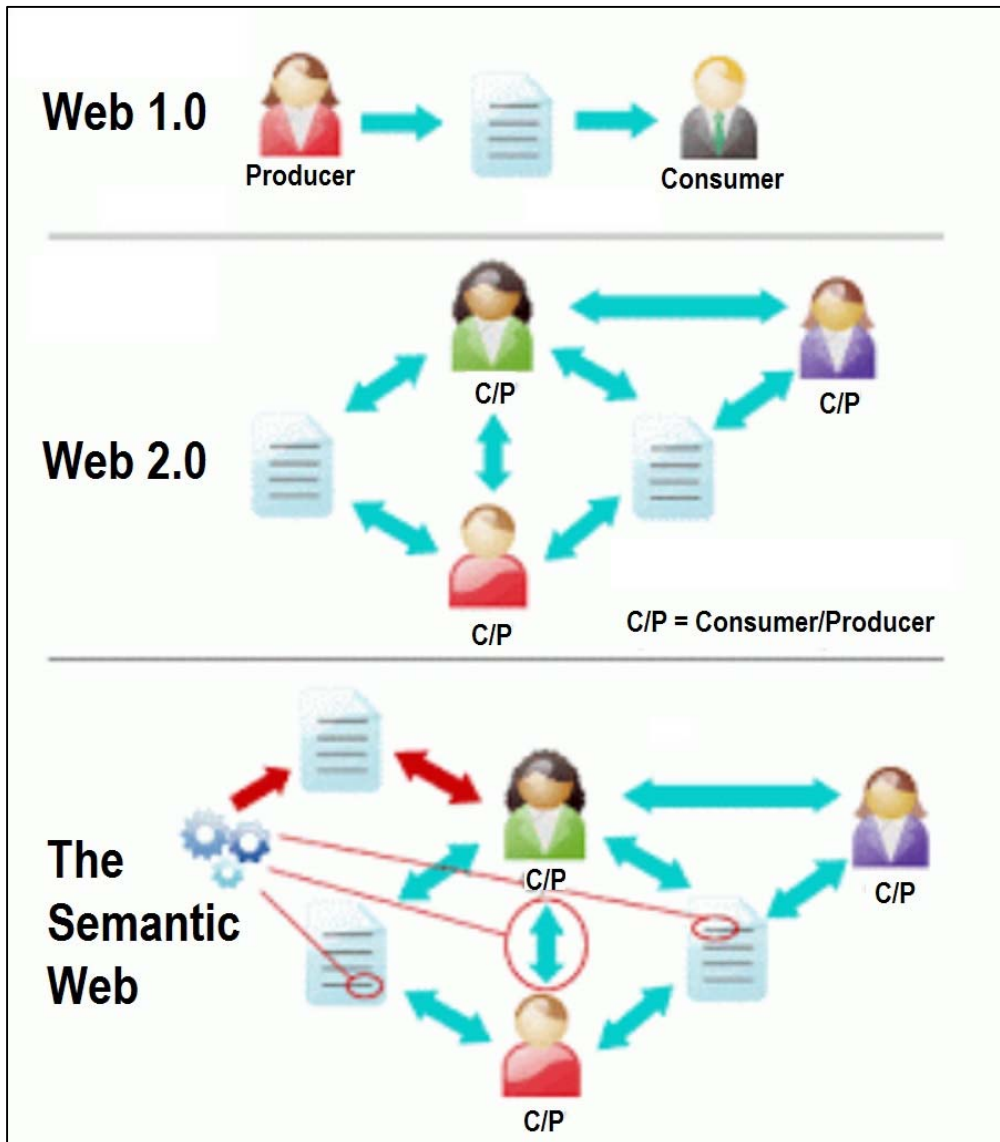 Web 1.0
Producer
Consumer
C/P
C/P
Web 2.0
C/P
C/P = Consumer/Producer
C/P
C/P
The
Semantic
Web
C/P